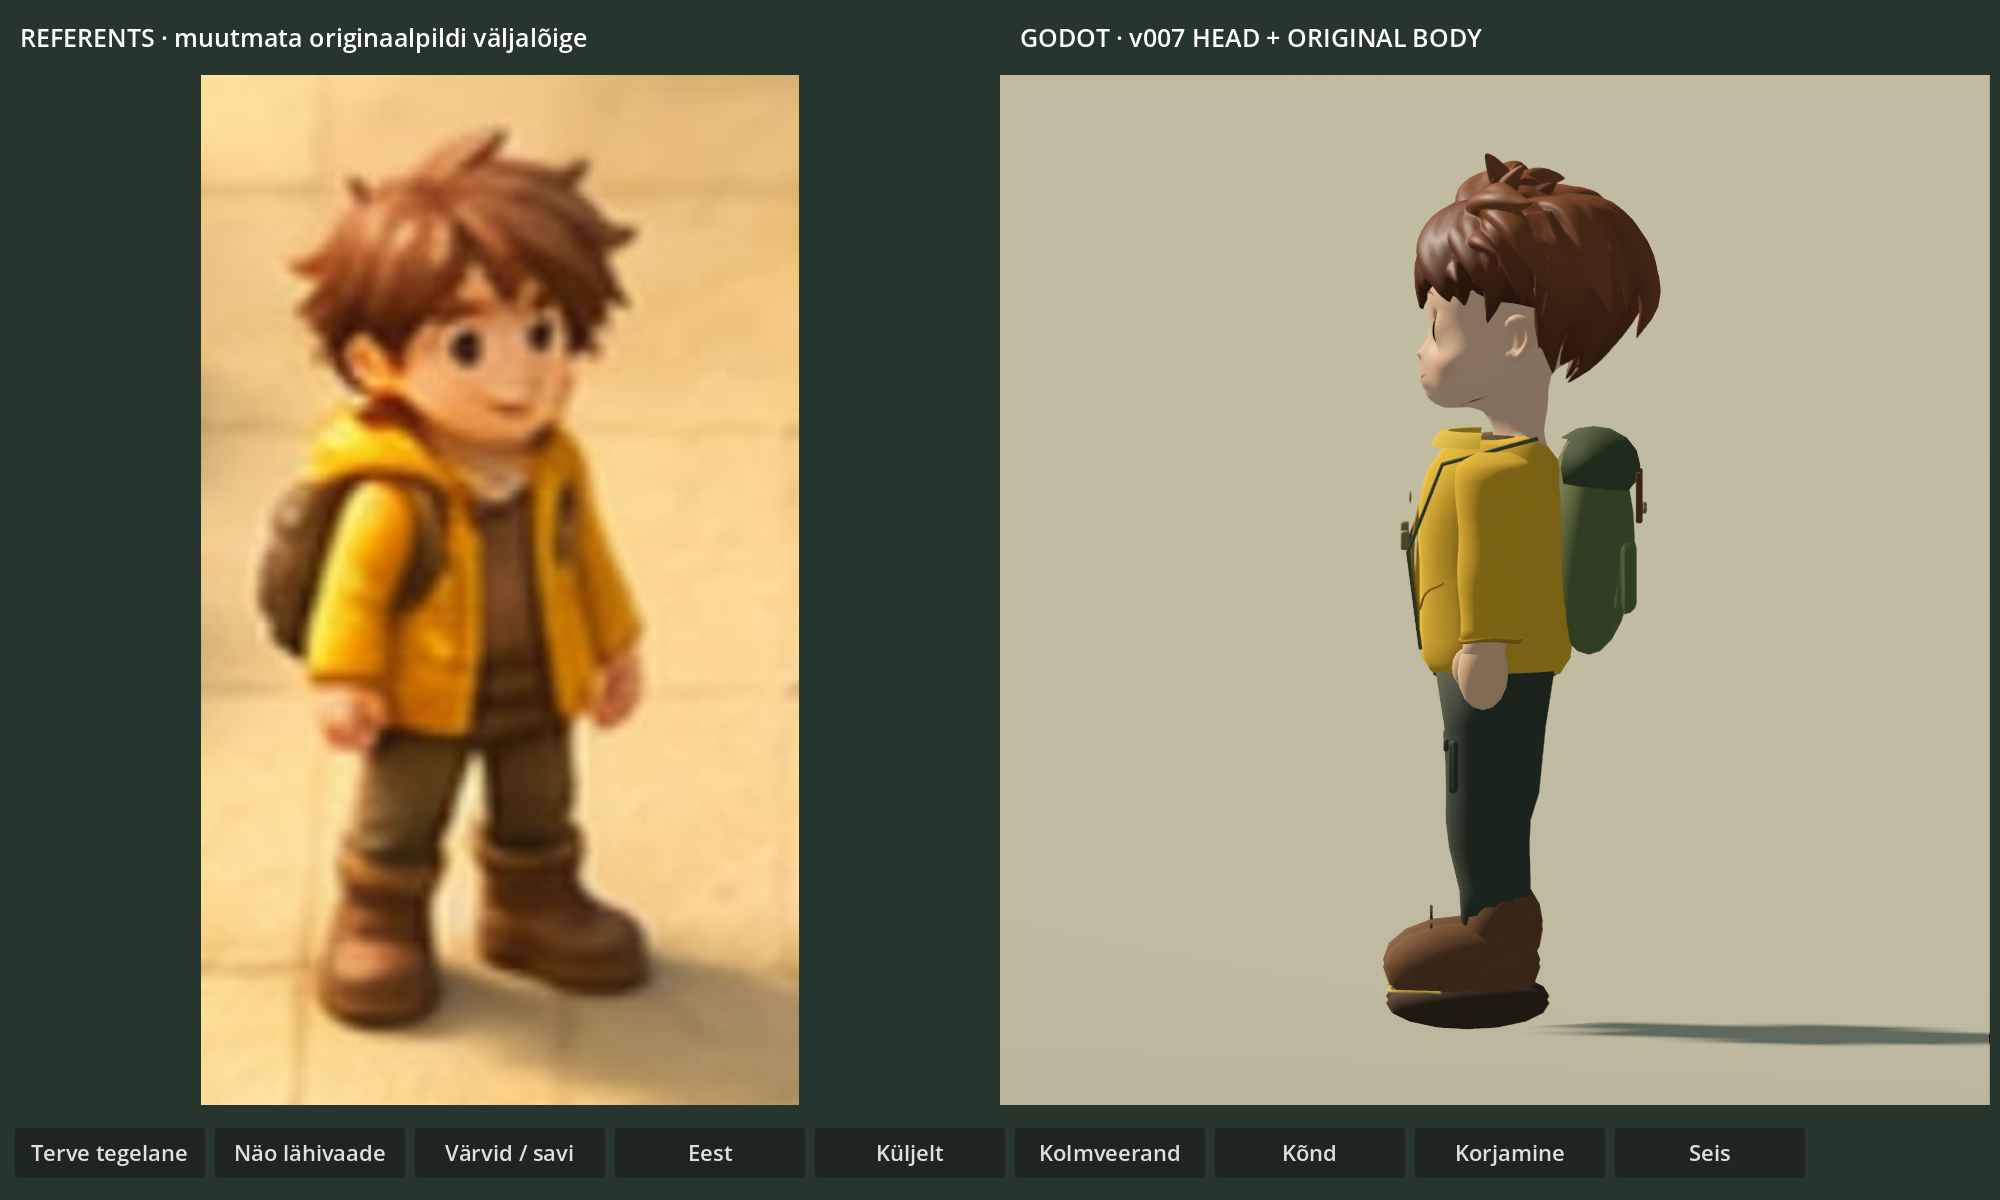 REFERENTS · muutmata originaalpildi väljalõige
GODOT · v007 HEAD + ORIGINAL BODY
Terve tegelane
Näo lähivaade
Värvid / savi
Eest
Küljelt
Kolmveerand
Kõnd
Korjamine
Seis